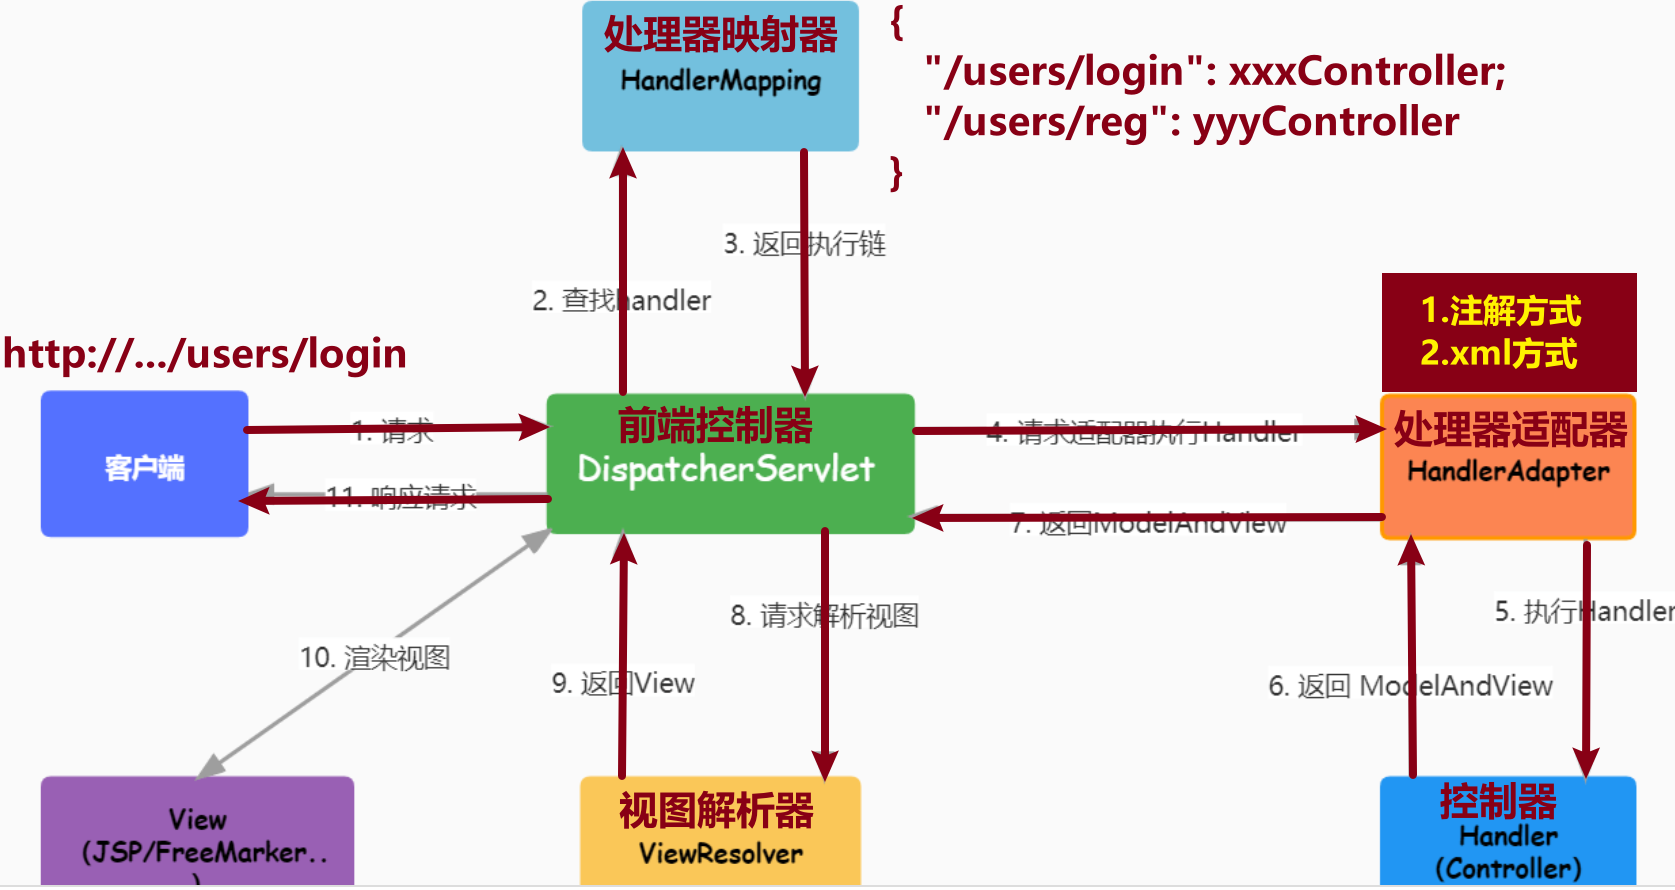 处理器映射器
HandlerMapping
{
"/users/login": xxxController;
"/users/reg": yyyController
}
3. 返回执行链
2. 查找handler
http://.../users/login
1.注解方式
2.xml方式
客户端
1. 请求
11. 响应请求
前端控制器
DispatcherServlet
4. 请求适配器执行Handler
7. 返回ModelAndView
处理器适配器
HandlerAdapter
10. 渲染视图
9. 返回View
8. 请求解析视图
6. 返回 ModelAndView
5. 执行Handler
View
(JSP/FreeMarker..
)
视图解析器
ViewResolver
控制器
Handler
(Controller)